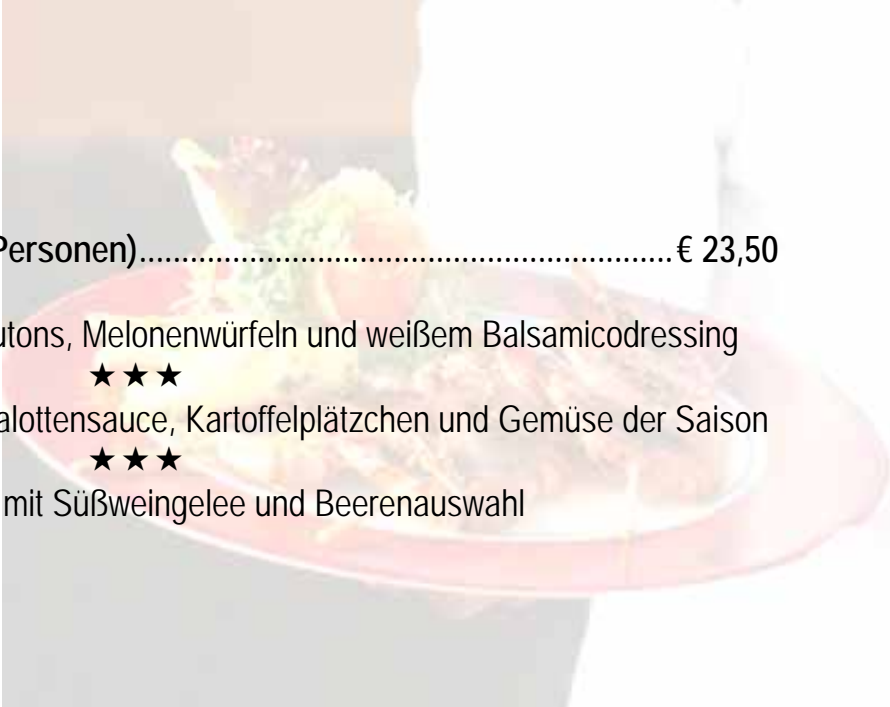 Personen)................................................................€ 23,50
utons, Melonenwürfeln und weißem Balsamicodressing
★★★
alottensauce, Kartoffelplätzchen und Gemüse der Saison
★★★
mit Süßweingelee und Beerenauswahl